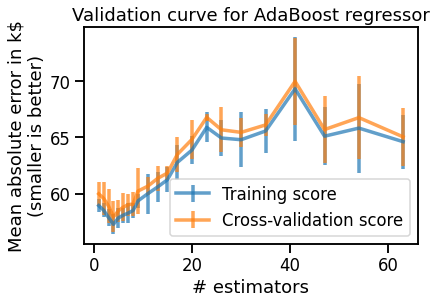 Validation curve for AdaBoost regressor
Mean absolute error in k$
(smaller is better)
70
65
60
Training score
Cross-validation score
0
20
40
60
# estimators